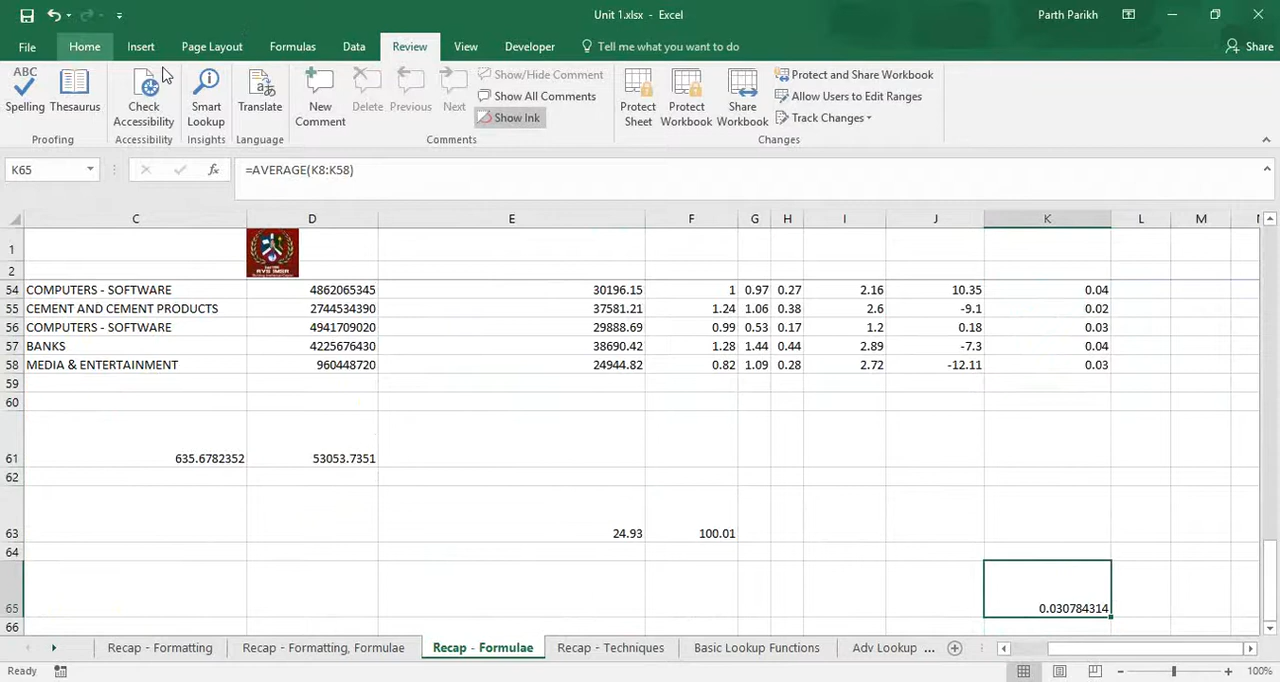 Unit 1.xlsx - Excel
Parth Parikh
File Home Insert Page Layout Formulas Data Review View Developer Tell me what you want to do Share
ABC
Spelling Thesaurus Check Accessibility Smart Lookup Translate New Comment Delete Previous Next
Show/Hide Comment
Show All Comments
Show Ink
Protect Sheet Protect Workbook Share Workbook
Protect and Share Workbook
Allow Users to Edit Ranges
Track Changes
Proofing Accessibility Insights Language Comments Changes
K65 fx =AVERAGE(K8:K58)
C D E F G H I J K L M N
1
RVS IMSR
2
54 COMPUTERS - SOFTWARE 4862065345 30196.15 1 0.97 0.27 2.16 10.35 0.04
55 CEMENT AND CEMENT PRODUCTS 2744534390 37581.21 1.24 1.06 0.38 2.6 -9.1 0.02
56 COMPUTERS - SOFTWARE 4941709020 29888.69 0.99 0.53 0.17 1.2 0.18 0.03
57 BANKS 4225676430 38690.42 1.28 1.44 0.44 2.89 -7.3 0.04
58 MEDIA & ENTERTAINMENT 960448720 24944.82 0.82 1.09 0.28 2.72 -12.11 0.03
59
60
61 635.6782352 53053.7351
62
63 24.93 100.01
64
65 0.030784314
66
Recap - Formatting Recap - Formatting, Formulae Recap - Formulae Recap - Techniques Basic Lookup Functions Adv Lookup ...
Ready 100%